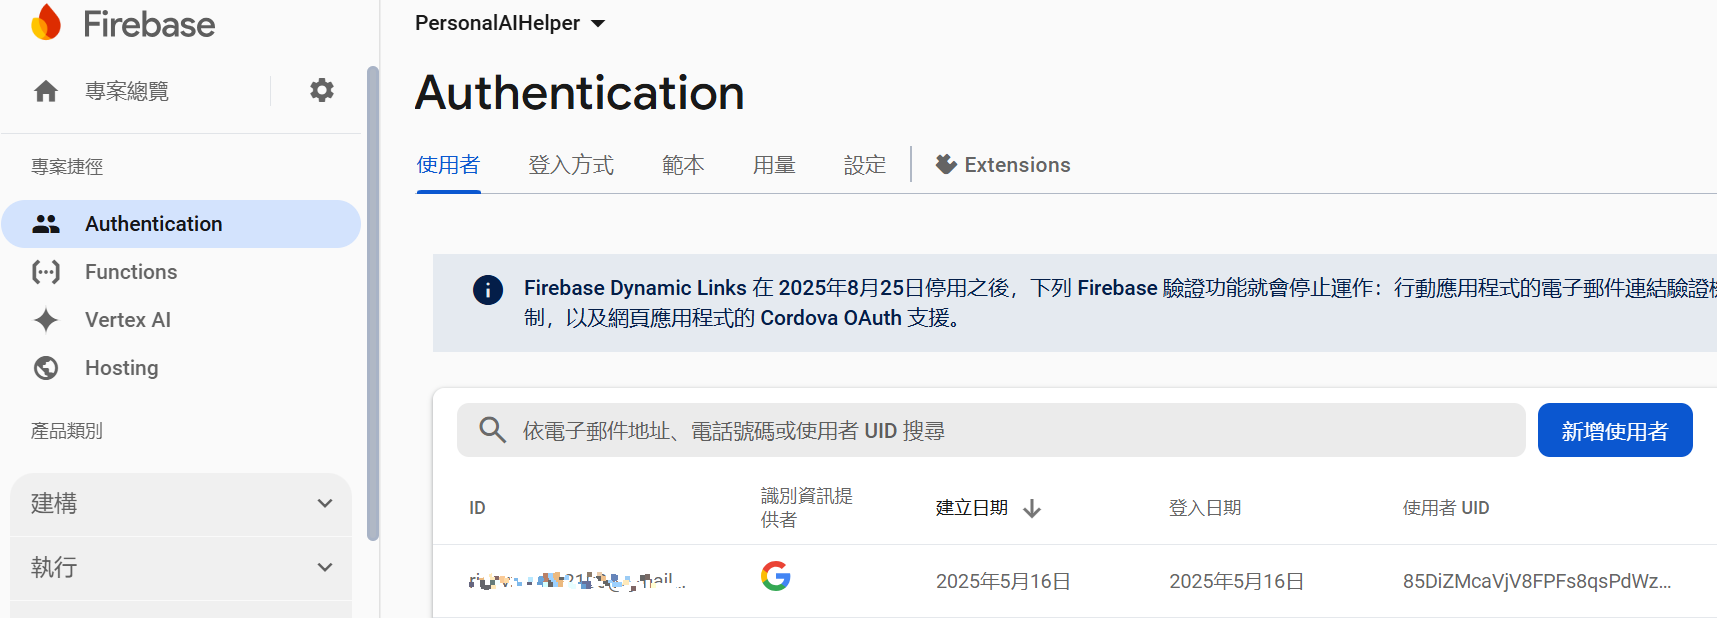 Firebase
專案總覽
專案捷徑
Authentication
Functions
Vertex AI
Hosting
產品類別
建構
執行
PersonalAIHelper
Authentication
使用者 登入方式 範本 用量 設定 Extensions
Firebase Dynamic Links 在 2025年8月25日停用之後，下列 Firebase 驗證功能就會停止運作：行動應用程式的電子郵件連結驗證機
制，以及網頁應用程式的 Cordova OAuth 支援。
依電子郵件地址、電話號碼或使用者 UID 搜尋
新增使用者
ID 識別資訊提
供者 建立日期 登入日期 使用者 UID
2025年5月16日 2025年5月16日 85DiZMcaVjV8FPFs8qsPdWz...